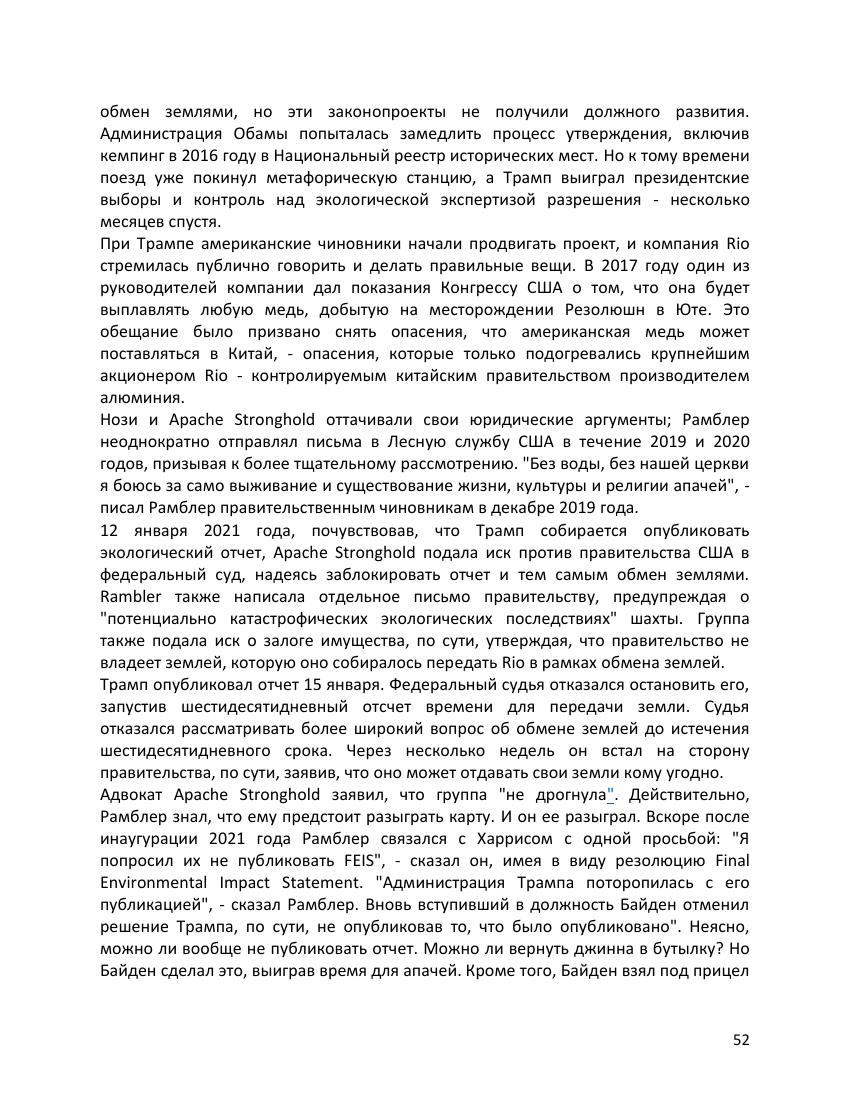 обмен землями, но эти законопроекты не получили должного развития.
Администрация Обамы попыталась замедлить процесс утверждения, включив
кемпинг в 2016 году в Национальный реестр исторических мест. Но к тому времени
поезд уже покинул метафорическую станцию, а Трамп выиграл президентские
выборы и контроль над экологической экспертизой разрешения - несколько
месяцев спустя.
При Трампе американские чиновники начали продвигать проект, и компания Rio
стремилась публично говорить и делать правильные вещи. В 2017 году один из
руководителей компании дал показания Конгрессу США о том, что она будет
выплавлять любую медь, добытую на месторождении Резолюшн в Юте. Это
обещание было призвано снять опасения, что американская медь может
поставляться в Китай, - опасения, которые только подогревались крупнейшим
акционером Rio - контролируемым китайским правительством производителем
алюминия.
Нози и Apache Stronghold оттачивали свои юридические аргументы; Рамблер
неоднократно отправлял письма в Лесную службу США в течение 2019 и 2020
годов, призывая к более тщательному рассмотрению. "Без воды, без нашей церкви
я боюсь за само выживание и существование жизни, культуры и религии апачей", -
писал Рамблер правительственным чиновникам в декабре 2019 года.
12 января 2021 года, почувствовав, что Трамп собирается опубликовать
экологический отчет, Apache Stronghold подала иск против правительства США в
федеральный суд, надеясь заблокировать отчет и тем самым обмен землями.
Rambler также написала отдельное письмо правительству, предупреждая о
"потенциально катастрофических экологических последствиях" шахты. Группа
также подала иск о залоге имущества, по сути, утверждая, что правительство не
владеет землей, которую оно собиралось передать Rio в рамках обмена землей.
Трамп опубликовал отчет 15 января. Федеральный судья отказался остановить его,
запустив шестидесятидневный отсчет времени для передачи земли. Судья
отказался рассматривать более широкий вопрос об обмене землей до истечения
шестидесятидневного срока. Через несколько недель он встал на сторону
правительства, по сути, заявив, что оно может отдавать свои земли кому угодно.
Адвокат Apache Stronghold заявил, что группа "не дрогнула". Действительно,
Рамблер знал, что ему предстоит разыграть карту. И он ее разыграл. Вскоре после
инаугурации 2021 года Рамблер связался с Харрисом с одной просьбой: "Я
попросил их не публиковать FEIS", - сказал он, имея в виду резолюцию Final
Environmental Impact Statement. "Администрация Трампа поторопилась с его
публикацией", - сказал Рамблер. Вновь вступивший в должность Байден отменил
решение Трампа, по сути, не опубликовав то, что было опубликовано". Неясно,
можно ли вообще не публиковать отчет. Можно ли вернуть джинна в бутылку? Но
Байден сделал это, выиграв время для апачей. Кроме того, Байден взял под прицел
52